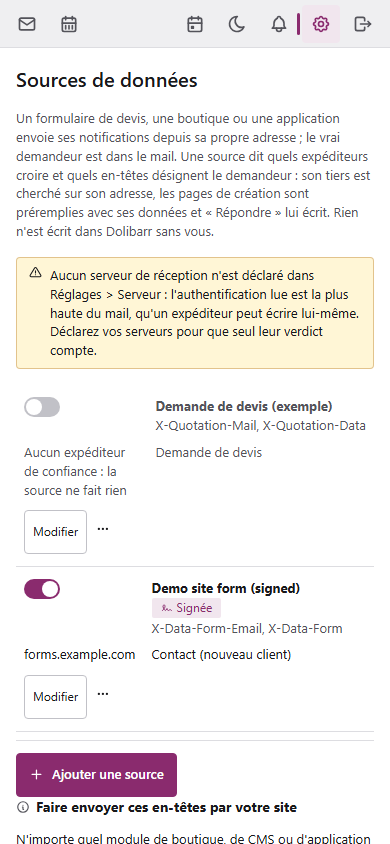 Sources de données
Un formulaire de devis, une boutique ou une application
envoie ses notifications depuis sa propre adresse ; le vrai
demandeur est dans le mail. Une source dit quels expéditeurs
croire et quels en-têtes désignent le demandeur : son tiers est
cherché sur son adresse, les pages de création sont
préremplies avec ses données et « Répondre » lui écrit. Rien
n'est écrit dans Dolibarr sans vous.
Aucun serveur de réception n'est déclaré dans
Réglages > Serveur : l'authentification lue est la plus
haute du mail, qu'un expéditeur peut écrire lui-même.
Déclarez vos serveurs pour que seul leur verdict
compte.
Demande de devis (exemple)
X-Quotation-Mail, X-Quotation-Data
Aucun expéditeur
de confiance : la
source ne fait rien
Demande de devis
Modifier
Demo site form (signed)
Signée
X-Data-Form-Email, X-Data-Form
forms.example.com
Contact (nouveau client)
Modifier
Ajouter une source
Faire envoyer ces en-têtes par votre site
N'importe quel module de boutique, de CMS ou d'application